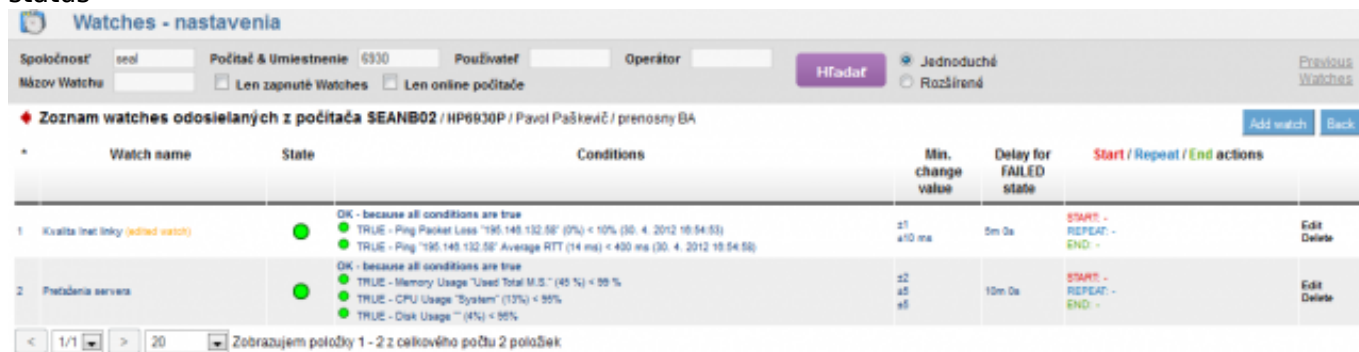 status
Watches - nastavenia
Spoločnosť seal Počítač & Umiestnenie 6930 Používateľ Operátor Hľadať Jednoduché Previous
Názov Watchu Len zapnuté Watches Len online počítače Rozšírené Watches
Zoznam watches odosielaných z počítača SEANB02 / HP6930P / Pavol Paškevič / prenosny BA Add watch Back
* Watch name State Conditions Min. change value Delay for FAILED state Start / Repeat / End actions
OK - because all conditions are true
1 Kvalita Inet linky (edited watch) TRUE - Ping Packet Loss "195.146.132.58" (0%) < 10% (30. 4. 2012 16:54:53) ±1 5m 0s START: - Edit
TRUE - Ping "195.146.132.58" Average RTT (14 ms) < 400 ms (30. 4. 2012 16:54:58) ±10 ms REPEAT: - Delete
END: -
OK - because all conditions are true
2 Preťaženia servera TRUE - Memory Usage "Used Total M.S." (45 %) < 99 % ±2 10m 0s START: - Edit
TRUE - CPU Usage "System" (13%) < 95% ±5 REPEAT: - Delete
TRUE - Disk Usage "" (4%) < 95% ±5 END: -
< 1/1 > 20 Zobrazujem položky 1 - 2 z celkového počtu 2 položiek